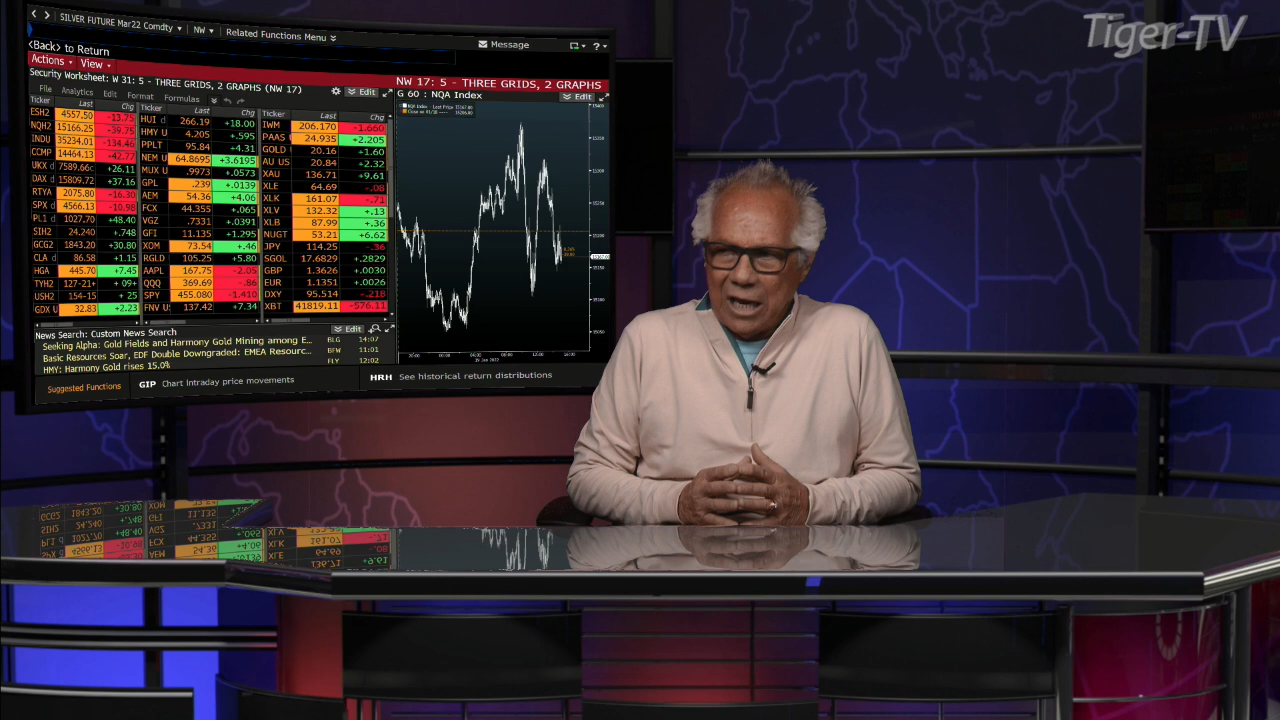 Tiger-TV
SILVER FUTURE Mar22 Comdty NW Related Functions Menu
<Back> to Return
Message
?
Actions View
NW 17: 5 - THREE GRIDS, 2 GRAPHS
Security Worksheet: W 31: 5 - THREE GRIDS, 2 GRAPHS (NW 17) Edit
G 60 : NQA Index Edit
File Analytics Edit Format Formulas
Ticker Last Chg Ticker Last Chg Ticker Last Chg
ESH2 4557.50 -13.75 HUI d 266.19 +18.00 IWM 206.170 -1.660
NQH2 15166.25 -39.75 HMY U 4.205 +.595 PAAS 24.935 +2.205
INDU 35234.01 -134.46 PPLT 95.84 +4.31 GOLD 20.16 +1.60
CCMP 14464.13 -42.77 NEM U 64.8695 +3.6195 AU US 20.84 +2.32
UKX d 7589.66 +26.11 MUX U .9973 +.0573 XAU 136.71 +9.61
DAX d 15809.72 +37.16 GPL .239 +.0139 XLE 64.69 -.08
RTYA 2075.80 -16.30 AEM 54.36 +4.06 XLK 161.07 -.71
SPX d 4566.13 -10.98 FCX 44.355 +.065 XLV 132.32 +.13
PL1 d 1027.70 +48.40 VGZ .7331 +.0391 XLB 87.99 +.36
SIH2 24.240 +.748 GFI 11.135 +1.295 NUGT 53.21 +6.62
GCG2 1843.20 +30.80 XOM 73.54 +.46 JPY 114.25 -.36
CLA d 86.58 +1.15 RGLD 105.25 +5.80 SGOL 17.6829 +.2829
HGA 445.70 +7.45 AAPL 167.75 -2.05 GBP 1.3626 +.0030
TYH2 127-21+ + 09+ QQQ 369.69 -.86 EUR 1.1351 +.0026
USH2 154-15 + 25 SPY 455.080 -1.410 DXY 95.514 -.218
GDX U 32.83 +2.23 FNV U 137.42 +7.34 XBT 41819.11 -576.11
News Search: Custom News Search Edit
Seeking Alpha: Gold Fields and Harmony Gold Mining among E... BLG 14:07
Basic Resources Soar, EDF Double Downgraded: EMEA Resourc... BFW 11:01
HMY: Harmony Gold rises 15.0% FLY 12:02
19 Jan 2022
Suggested Functions GIP Chart intraday price movements HRH See historical return distributions